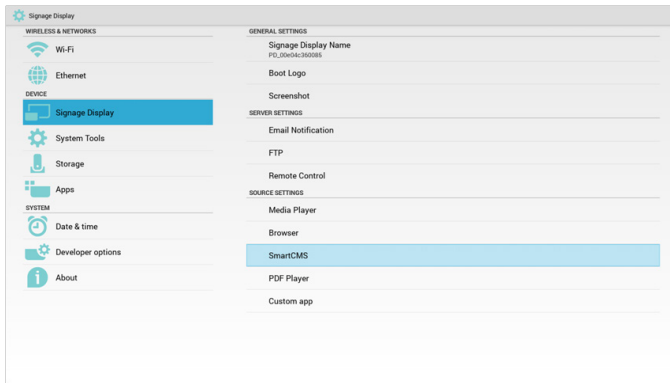 Signage Display
WIRELESS & NETWORKS
Wi-Fi
Ethernet
DEVICE
Signage Display
System Tools
Storage
Apps
SYSTEM
Date & time
Developer options
About
GENERAL SETTINGS
Signage Display Name
PD_00e04c360085
Boot Logo
Screenshot
SERVER SETTINGS
Email Notification
FTP
Remote Control
SOURCE SETTINGS
Media Player
Browser
SmartCMS
PDF Player
Custom app